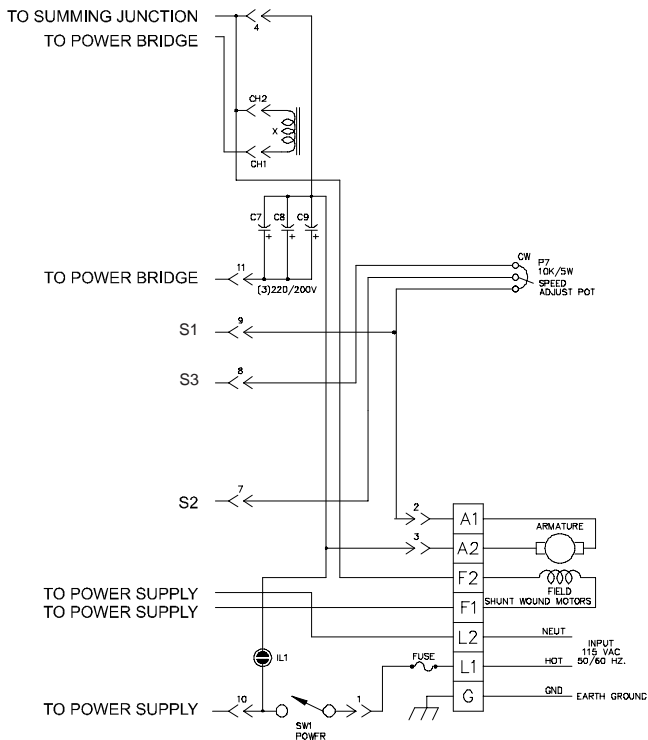 TO SUMMING JUNCTION
4
TO POWER BRIDGE
CH2
X
CH1
C7 C8 C9
+ + +
11
TO POWER BRIDGE
(3)220/200V
CW
P7
10K/5W
SPEED
ADJUST POT
9
S1
8
S3
7
S2
2
A1
ARMATURE
3
A2
F2
FIELD
TO POWER SUPPLY
TO POWER SUPPLY
F1
SHUNT WOUND MOTORS
L2
NEUT
INPUT
115 VAC
50/60 HZ.
IL1
FUSE
L1
HOT
G
GND
EARTH GROUND
10
1
TO POWER SUPPLY
SW1
POWER